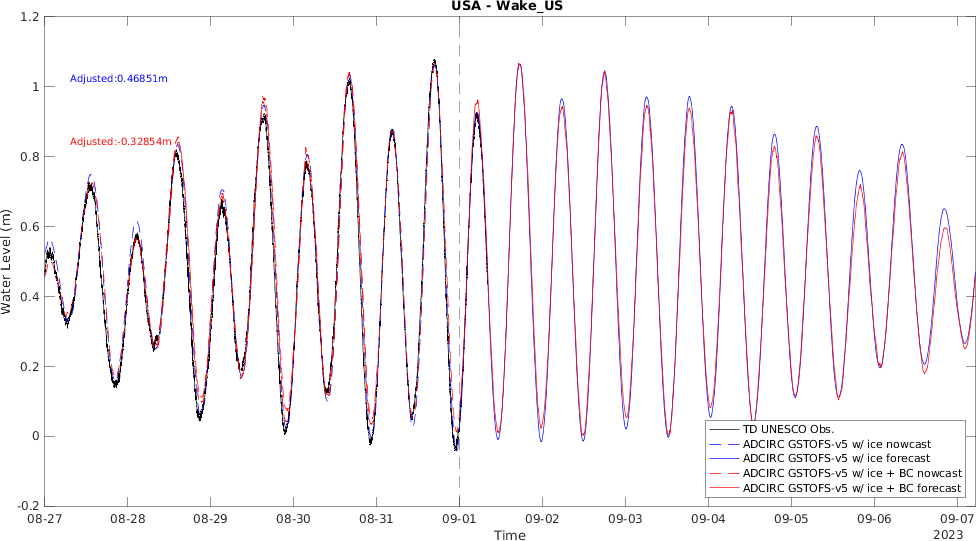 USA - Wake_US
1.2
1
0.8
0.6
0.4
0.2
0
-0.2
Water Level (m)
Adjusted:0.46851m
Adjusted:-0.32854m
TD UNESCO Obs.
ADCIRC GSTOFS-v5 w/ ice nowcast
ADCIRC GSTOFS-v5 w/ ice forecast
ADCIRC GSTOFS-v5 w/ ice + BC nowcast
ADCIRC GSTOFS-v5 w/ ice + BC forecast
08-27 08-28 08-29 08-30 08-31 09-01 09-02 09-03 09-04 09-05 09-06 09-07
Time
2023